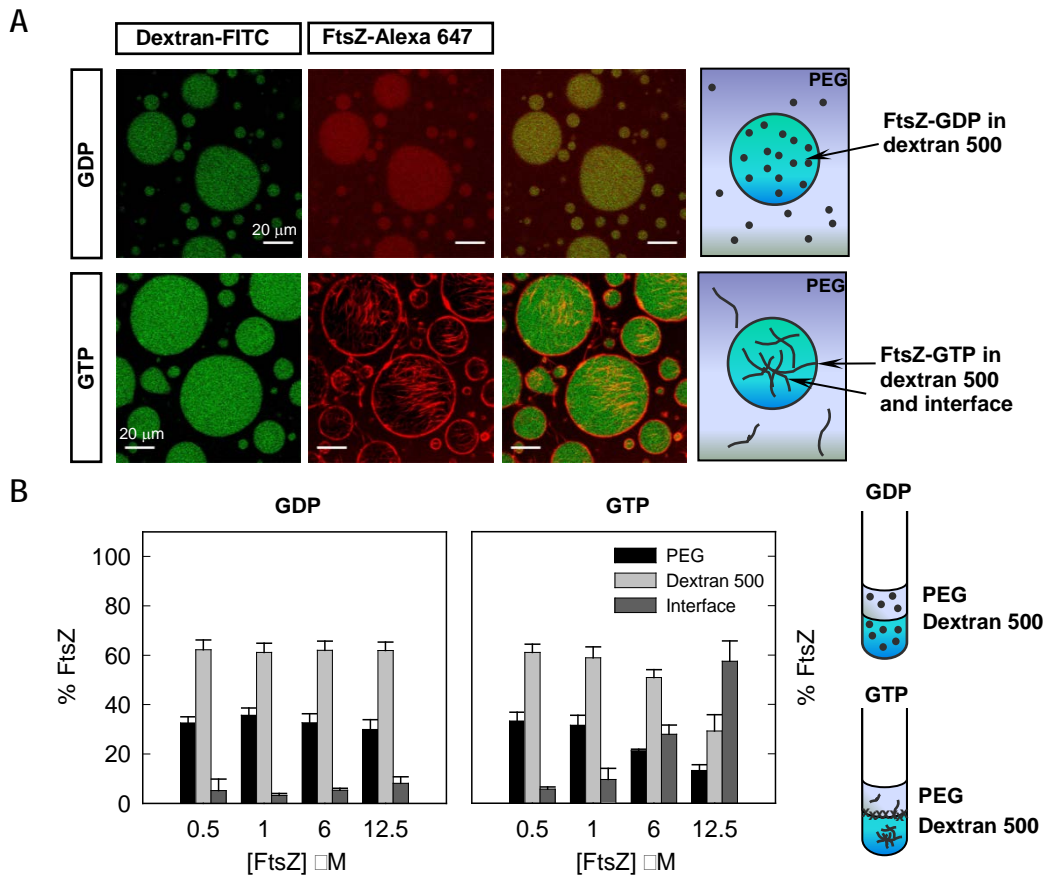 A
Dextran-FITC FtsZ-Alexa 647
GDP
20 μm
PEG
FtsZ-GDP in
dextran 500
GTP
20 μm
PEG
FtsZ-GTP in
dextran 500
and interface
B
GDP GTP
% FtsZ
100
80
60
40
20
0
0.5 1 6 12.5
[FtsZ] □M
PEG
Dextran 500
Interface
0.5 1 6 12.5
[FtsZ] □M
% FtsZ
GDP
PEG
Dextran 500
GTP
PEG
Dextran 500